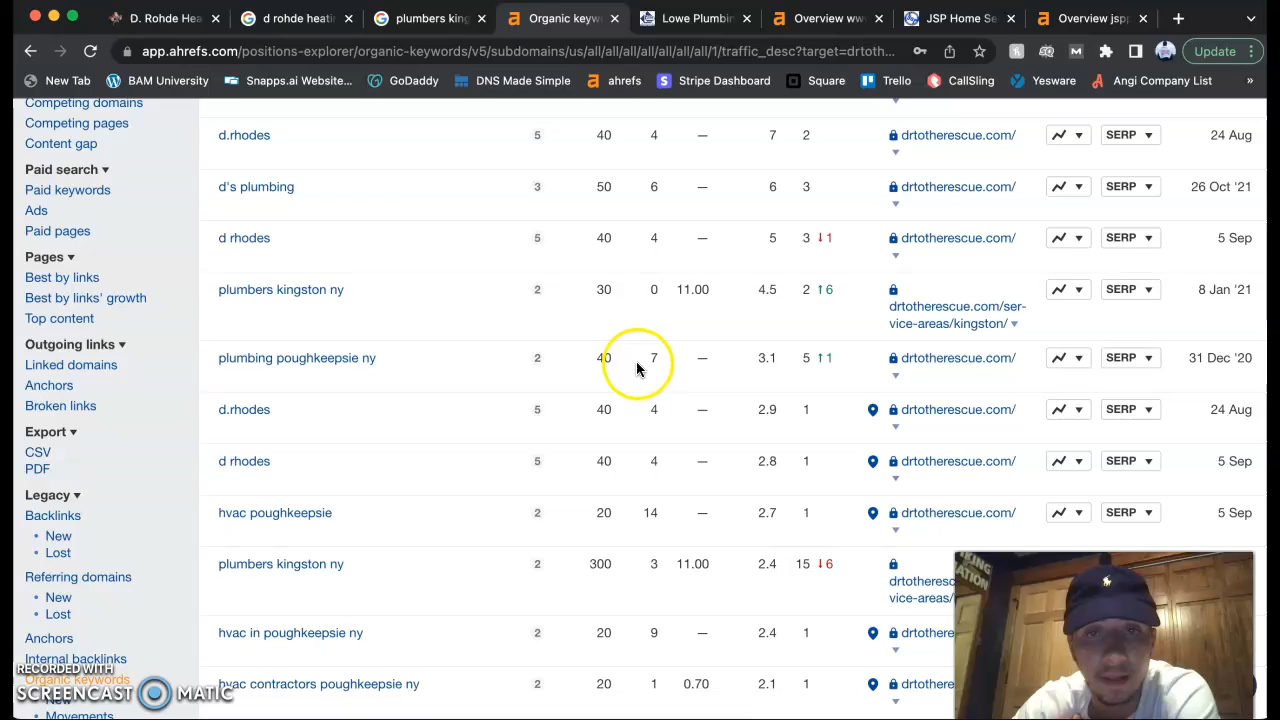 D. Rohde Hea
d rohde heatin
plumbers king
Organic keyw
Lowe Plumbin
Overview ww
JSP Home Se
Overview jspp
app.ahrefs.com/positions-explorer/organic-keywords/v5/subdomains/us/all/all/all/all/all/all/all/1/traffic_desc?target=drtoth...
Update
New Tab
BAM University
Snapps.ai Website...
GoDaddy
DNS Made Simple
ahrefs
Stripe Dashboard
Square
Trello
CallSling
Yesware
Angi Company List
»
Competing domains
Competing pages
Content gap
Paid search
Paid keywords
Ads
Paid pages
Pages
Best by links
Best by links' growth
Top content
Outgoing links
Linked domains
Anchors
Broken links
Export
CSV
PDF
Legacy
Backlinks
• New
• Lost
Referring domains
• New
• Lost
Anchors
Internal backlinks
Organic keywords
New
Movements
d.rhodes 5 40 4 — 7 2 drtotherescue.com/ SERP 24 Aug
d's plumbing 3 50 6 — 6 3 drtotherescue.com/ SERP 26 Oct '21
d rhodes 5 40 4 — 5 3 ↓1 drtotherescue.com/ SERP 5 Sep
plumbers kingston ny 2 30 0 11.00 4.5 2 ↑6 drtotherescue.com/ser-
vice-areas/kingston/ SERP 8 Jan '21
plumbing poughkeepsie ny 2 40 7 — 3.1 5 ↑1 drtotherescue.com/ SERP 31 Dec '20
d.rhodes 5 40 4 — 2.9 1 drtotherescue.com/ SERP 24 Aug
d rhodes 5 40 4 — 2.8 1 drtotherescue.com/ SERP 5 Sep
hvac poughkeepsie 2 20 14 — 2.7 1 drtotherescue.com/ SERP 5 Sep
plumbers kingston ny 2 300 3 11.00 2.4 15 ↓6 drtotheresc
vice-areas/
hvac in poughkeepsie ny 2 20 9 — 2.4 1 drtothere
hvac contractors poughkeepsie ny 2 20 1 0.70 2.1 1 drtothere
RECORDED WITH
SCREENCAST MATIC